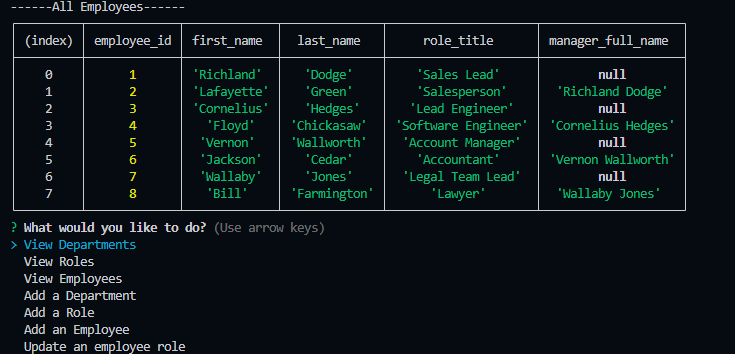 ------All Employees------
(index) employee_id first_name last_name role_title manager_full_name
0 1 'Richland' 'Dodge' 'Sales Lead' null
1 2 'Lafayette' 'Green' 'Salesperson' 'Richland Dodge'
2 3 'Cornelius' 'Hedges' 'Lead Engineer' null
3 4 'Floyd' 'Chickasaw' 'Software Engineer' 'Cornelius Hedges'
4 5 'Vernon' 'Wallworth' 'Account Manager' null
5 6 'Jackson' 'Cedar' 'Accountant' 'Vernon Wallworth'
6 7 'Wallaby' 'Jones' 'Legal Team Lead' null
7 8 'Bill' 'Farmington' 'Lawyer' 'Wallaby Jones'
? What would you like to do? (Use arrow keys)
> View Departments
View Roles
View Employees
Add a Department
Add a Role
Add an Employee
Update an employee role